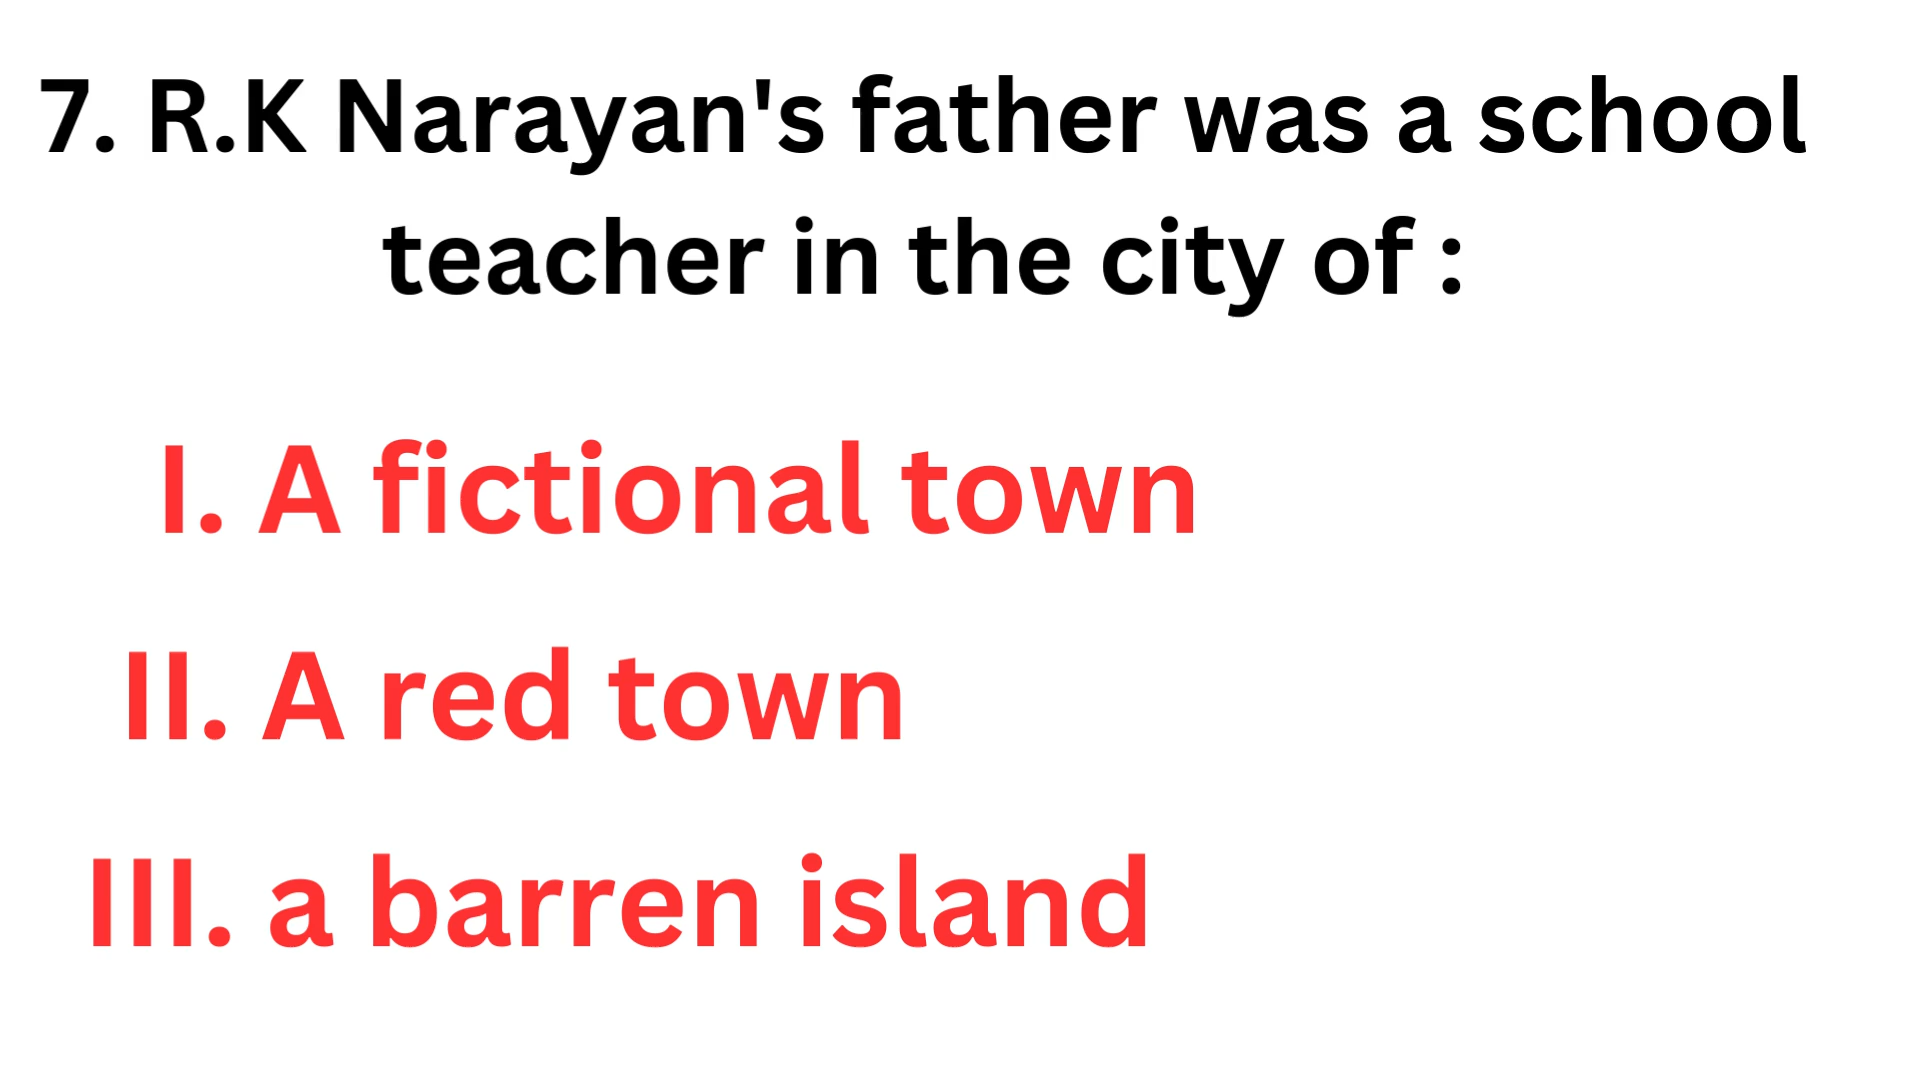 7. R.K Narayan's father was a school
teacher in the city of :
I. A fictional town
II. A red town
III. a barren island